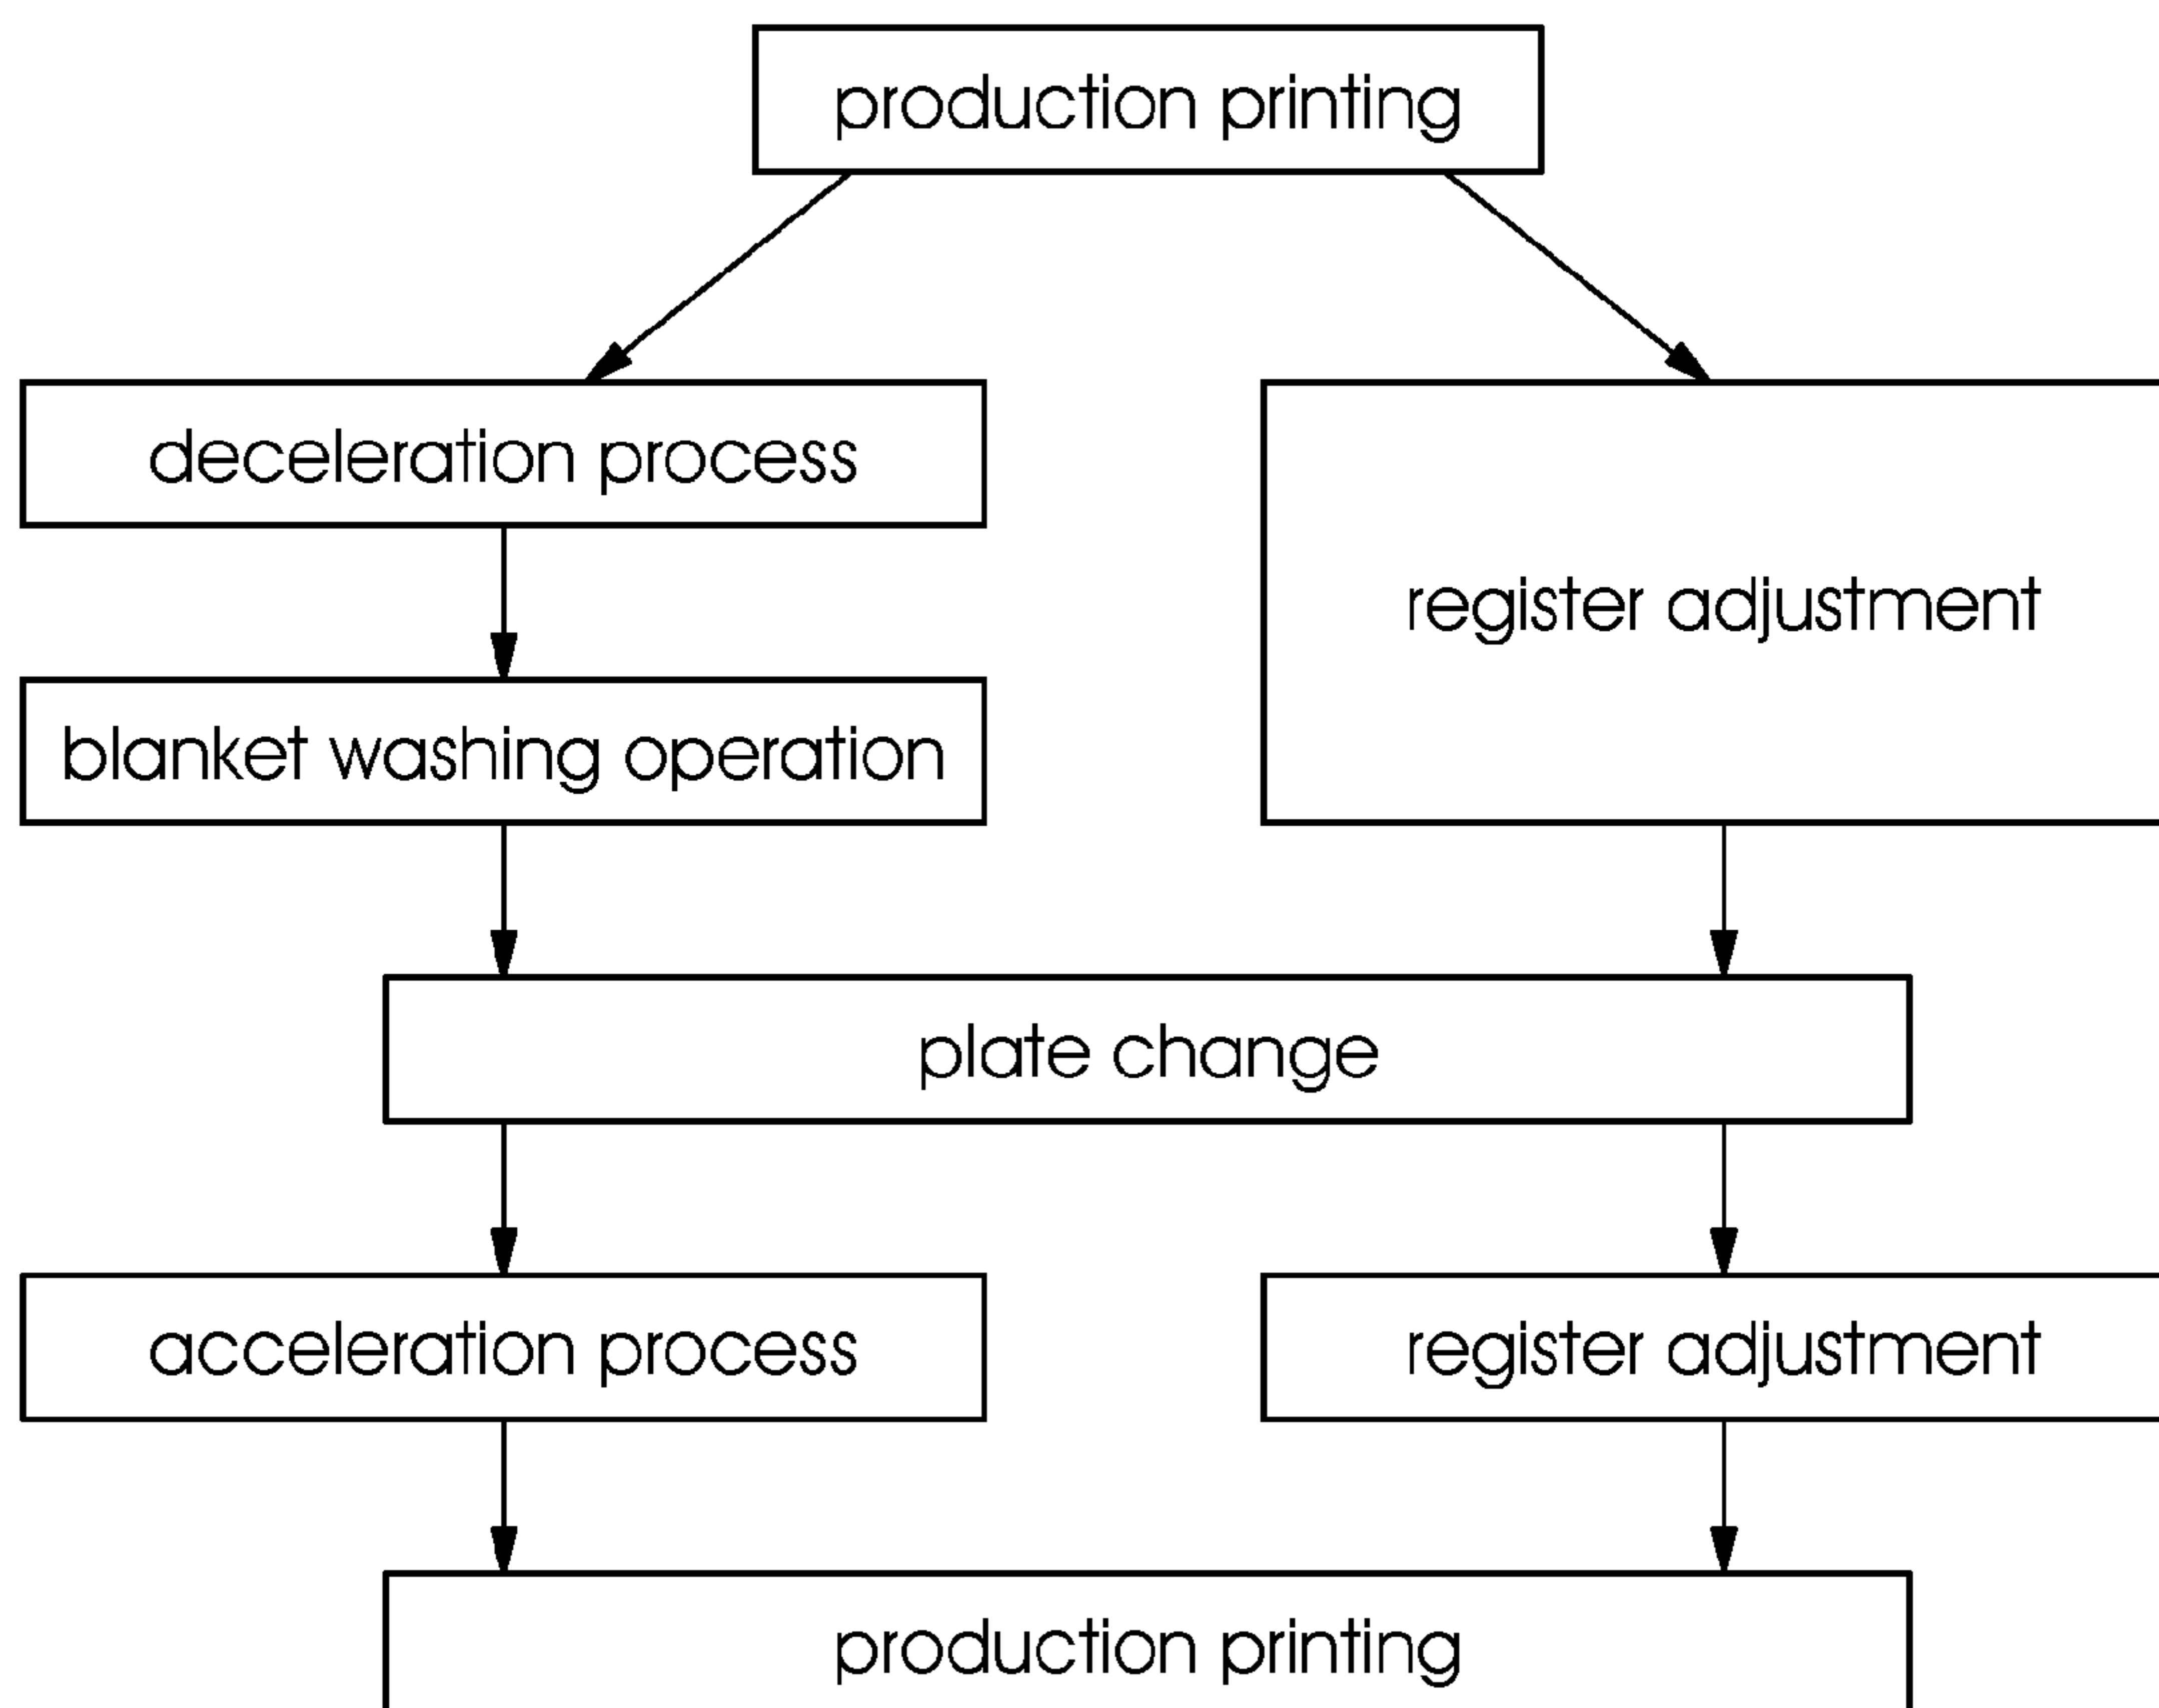 production printing
deceleration process
register adjustment
blanket washing operation
plate change
acceleration process
register adjustment
production printing